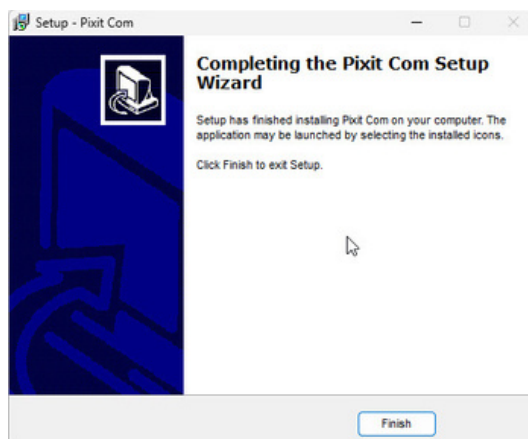 Setup - Pixit Com
Completing the Pixit Com Setup
Wizard
Setup has finished installing Pixit Com on your computer. The
application may be launched by selecting the installed icons.
Click Finish to exit Setup.
Finish